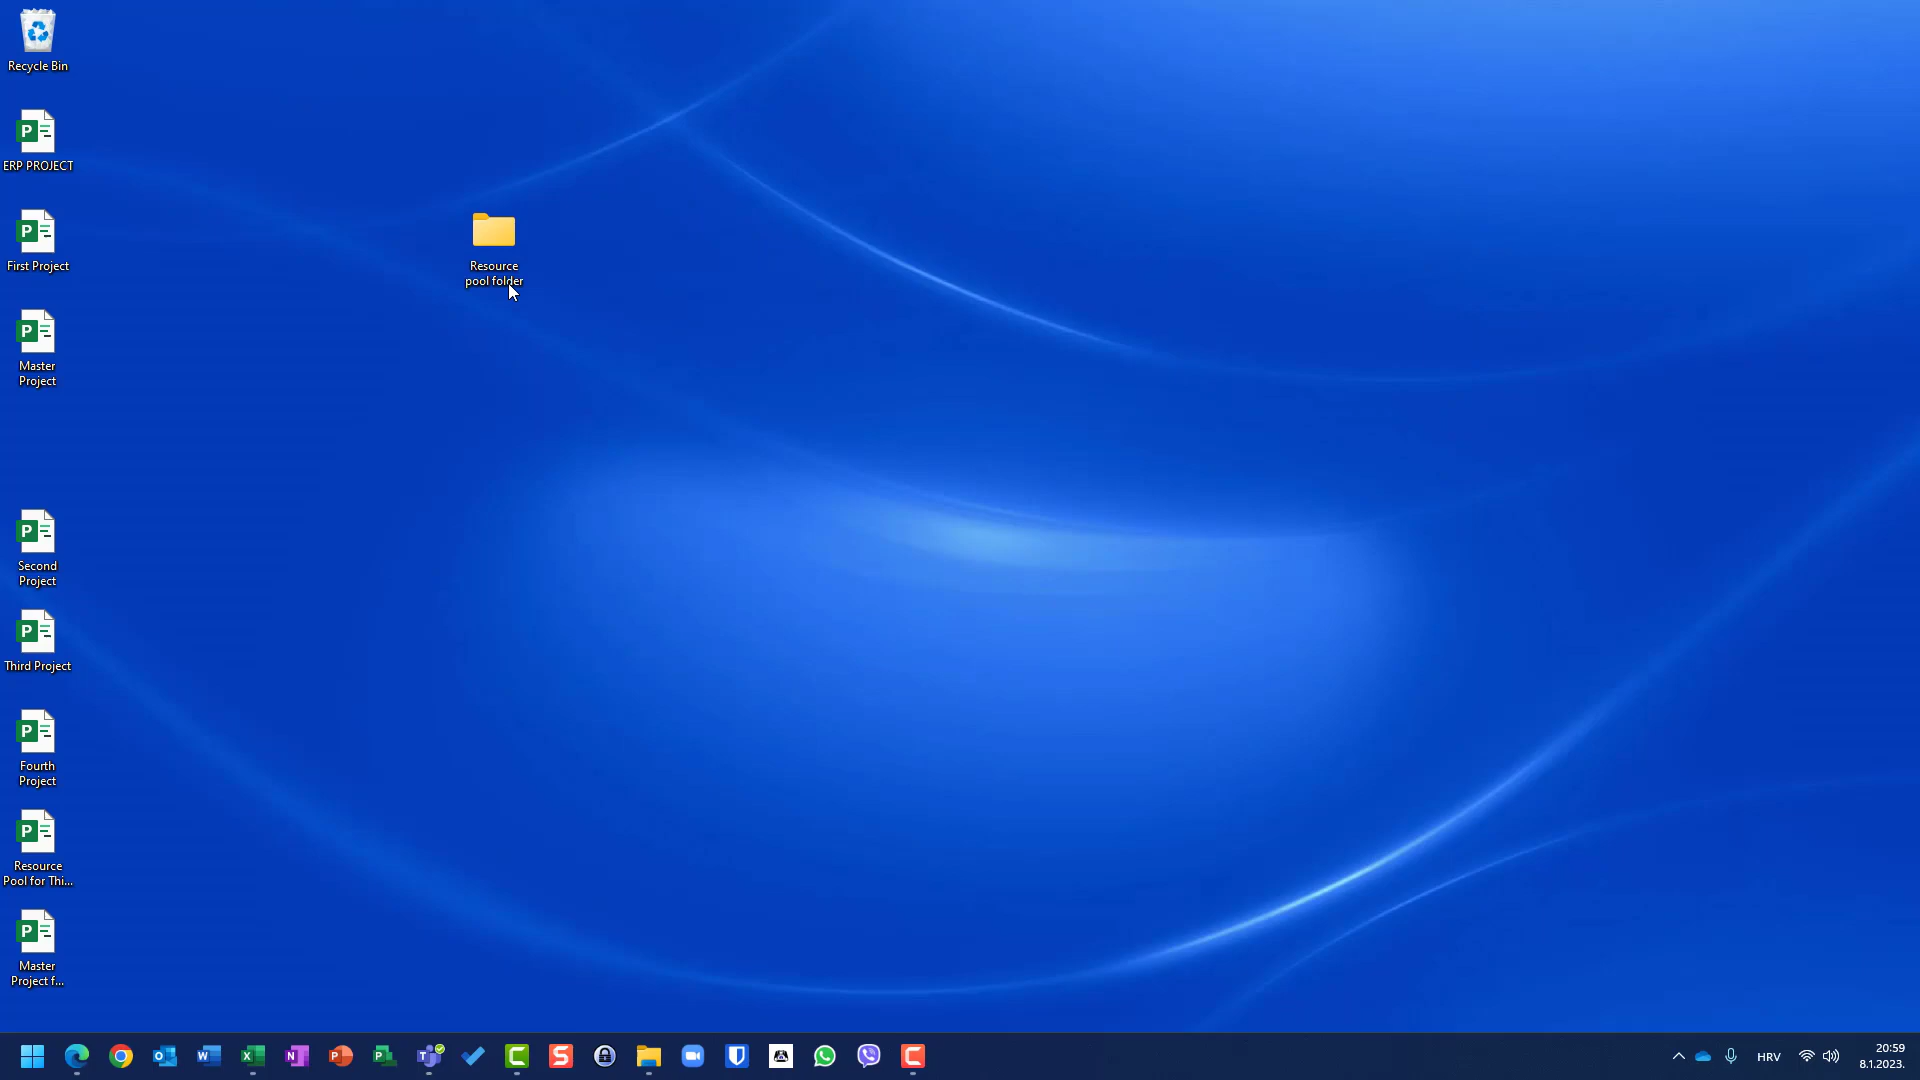 Recycle Bin
ERP PROJECT
First Project
Master
Project
Second
Project
Third Project
Fourth
Project
Resource
Pool for Thi...
Master
Project f...
Resource
pool folder
HRV
20:59
8.1.2023.